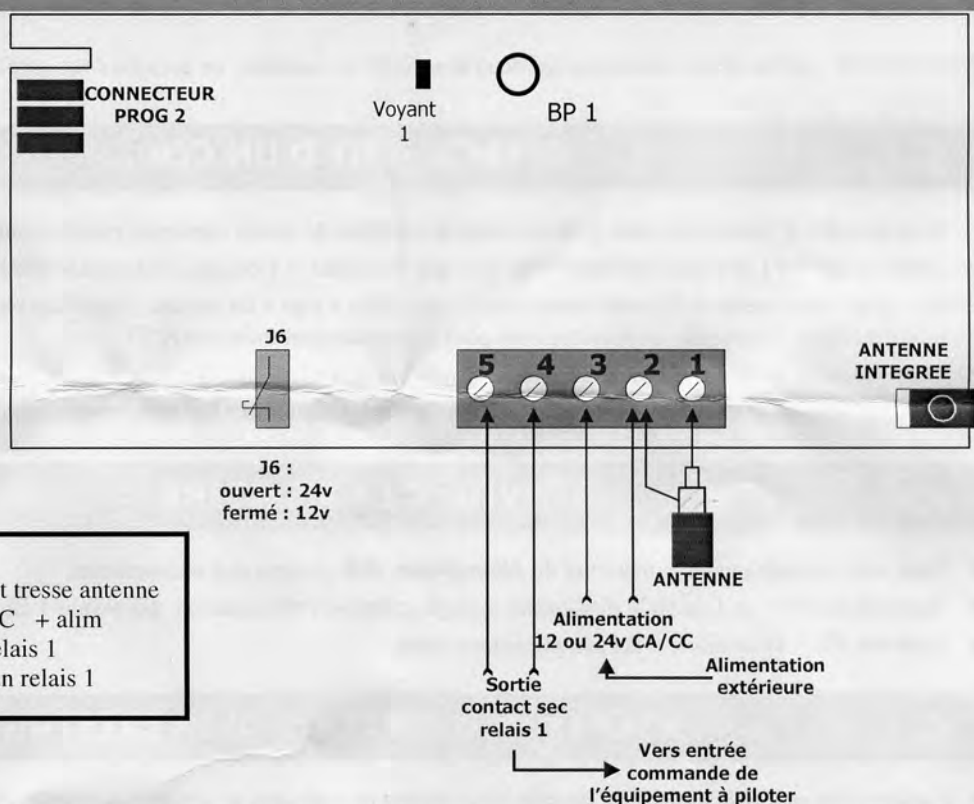 CONNECTEUR
PROG 2
Voyant
1
BP 1
J6
5 4 3 2 1
ANTENNE
INTEGREE
J6 :
ouvert : 24v
fermé : 12v
t tresse antenne
C + alim
elais 1
n relais 1
ANTENNE
Alimentation
12 ou 24v CA/CC
Alimentation
extérieure
Sortie
contact sec
relais 1
Vers entrée
commande de
l'équipement à piloter